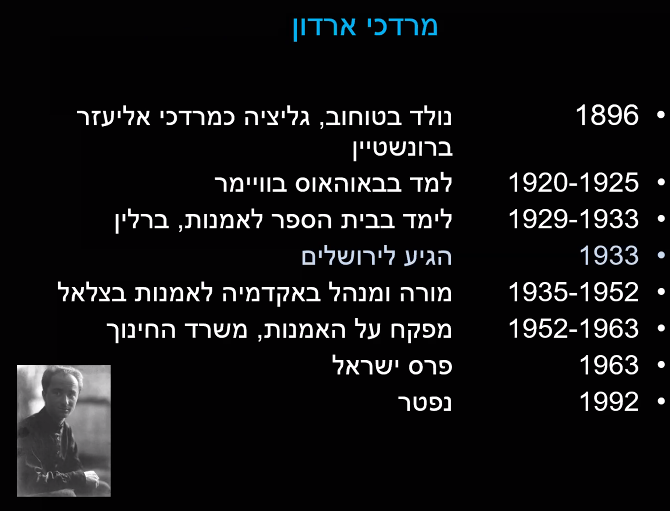 מרדכי ארדון
• 1896 נולד בטוחוב, גליציה כמרדכי אליעזר
ברונשטיין
• 1920-1925 למד בבאוהאוס בוויימר
• 1929-1933 לימד בבית הספר לאמנות, ברלין
• 1933 הגיע לירושלים
• 1935-1952 מורה ומנהל באקדמיה לאמנות בצלאל
• 1952-1963 מפקח על האמנות, משרד החינוך
• 1963 פרס ישראל
• 1992 נפטר